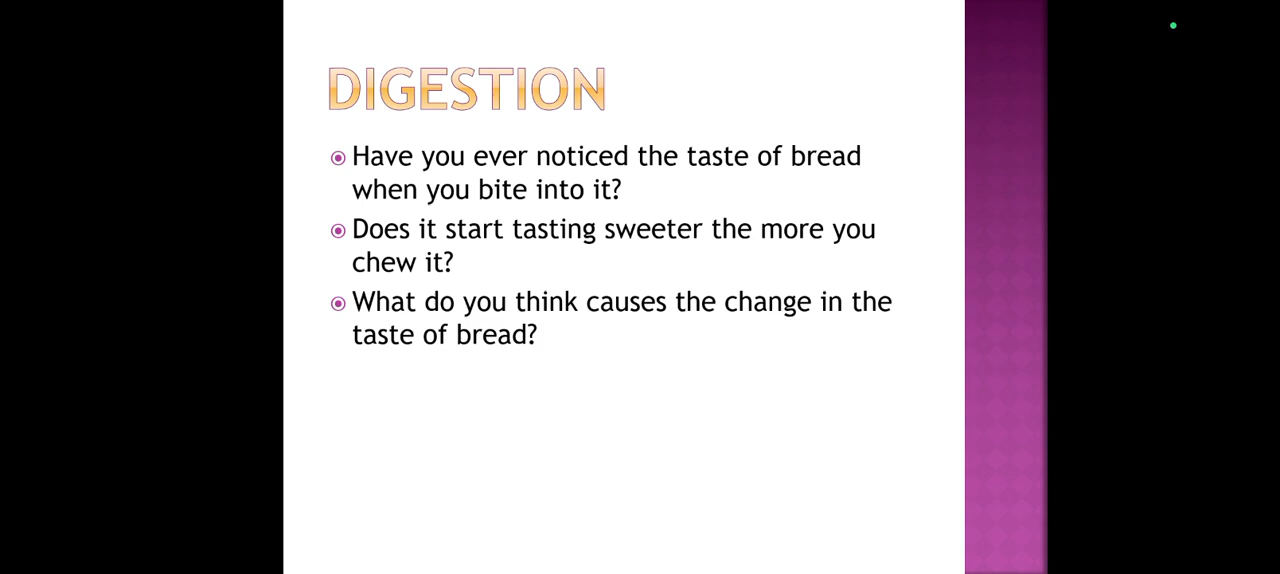 DIGESTION
Have you ever noticed the taste of bread
when you bite into it?
Does it start tasting sweeter the more you
chew it?
What do you think causes the change in the
taste of bread?